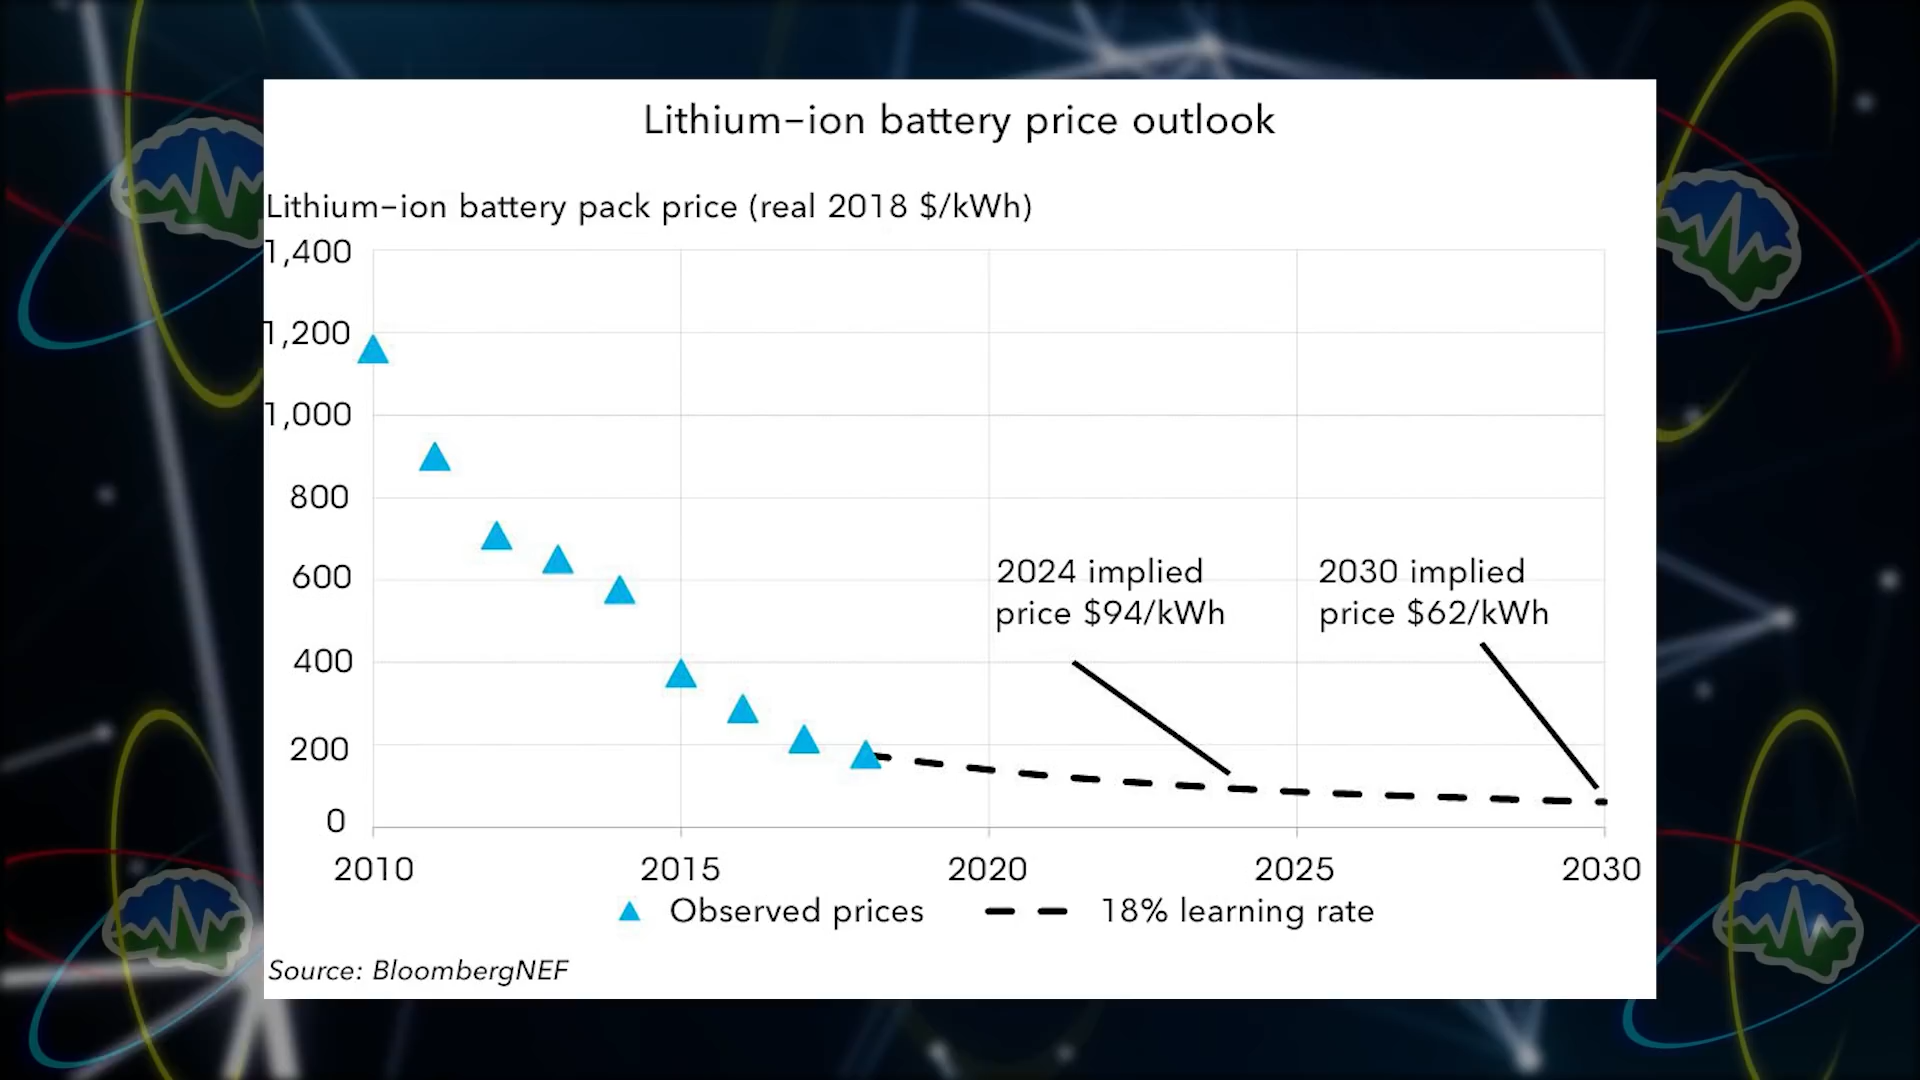 Lithium-ion battery price outlook
Lithium-ion battery pack price (real 2018 $/kWh)
1,400
1,200
1,000
800
600
400
200
0
2024 implied
price $94/kWh
2030 implied
price $62/kWh
2010 2015 2020 2025 2030
Observed prices 18% learning rate
Source: BloombergNEF